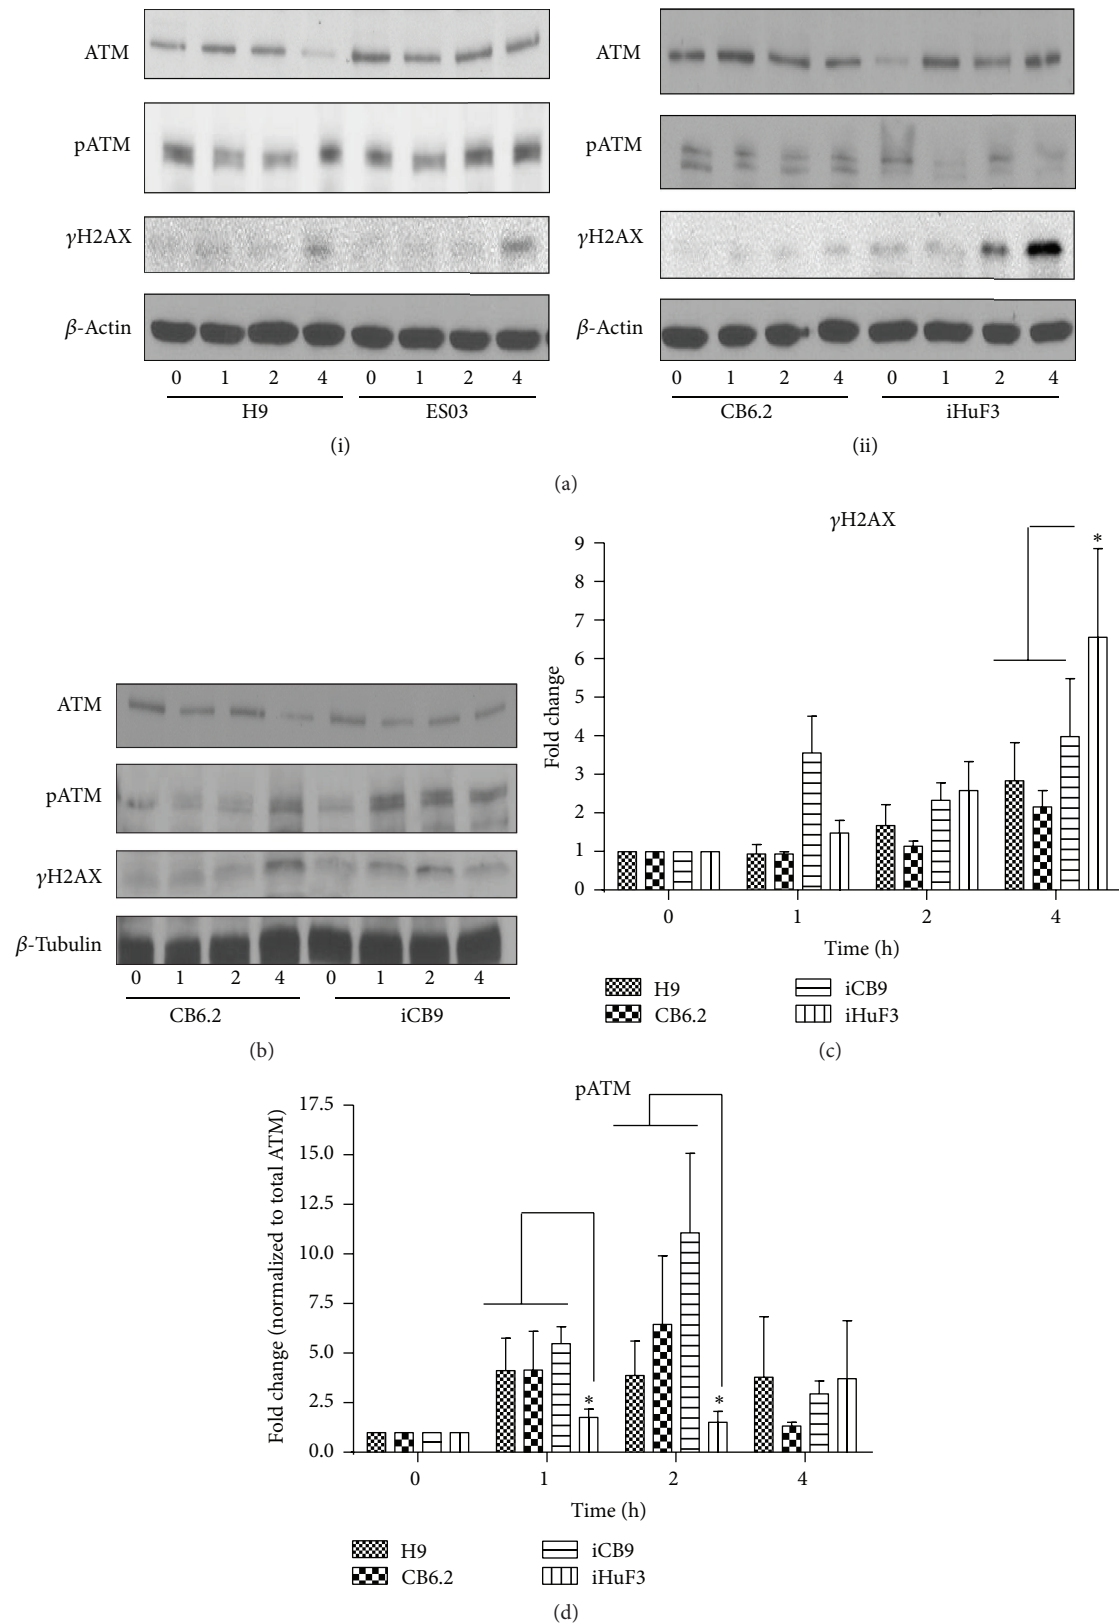 ATM
pATM
γH2AX
β-Actin
0 1 2 4 0 1 2 4
H9 ES03
(i)
ATM
pATM
γH2AX
β-Actin
0 1 2 4 0 1 2 4
CB6.2 iHuF3
(ii)
(a)
ATM
pATM
γH2AX
β-Tubulin
0 1 2 4 0 1 2 4
CB6.2 iCB9
(b)
γH2AX
9
8
7
6
5
4
3
2
1
0
Fold change
*
0 1 2 4
Time (h)
H9 iCB9
CB6.2 iHuF3
(c)
pATM
17.5
15.0
12.5
10.0
7.5
5.0
2.5
0.0
Fold change (normalized to total ATM)
* *
0 1 2 4
Time (h)
H9 iCB9
CB6.2 iHuF3
(d)